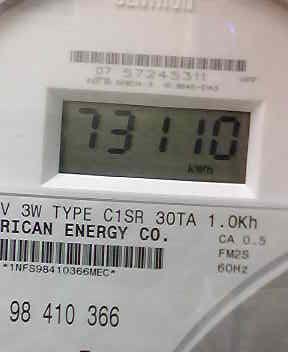 07 57245311
73110
kWh
V 3W TYPE C1SR 30TA 1.0Kh
RICAN ENERGY CO.
CA 0.5
FM2S
60Hz
*1NFS98410366MEC*
98 410 366